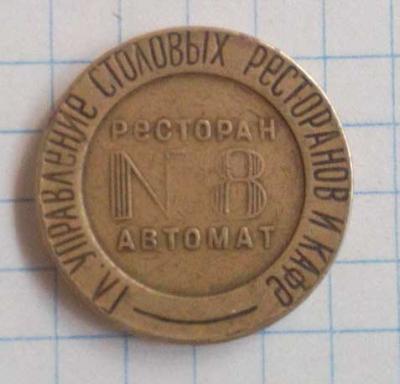 ГЛ. УПРАВЛЕНИЕ СТОЛОВЫХ РЕСТОРАНОВ И КАФЕ
РЕСТОРАН
N 8
АВТОМАТ